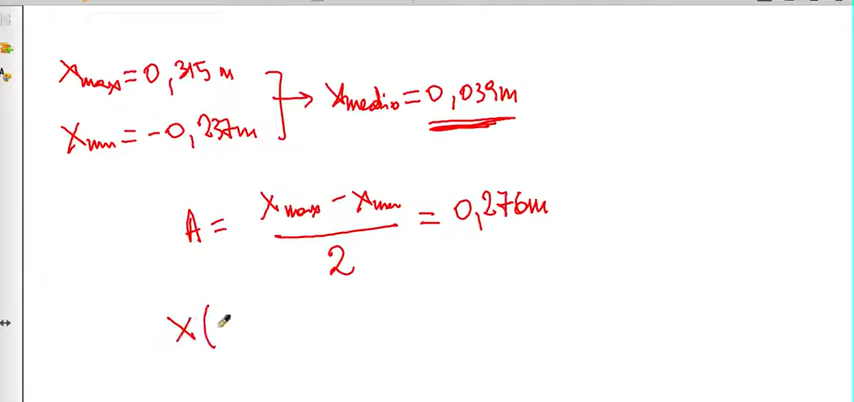 Xmax = 0,315 m
Xmin = -0,237m
Xmedio = 0,039m
A = (Xmax - Xmin) / 2 = 0,276m
X(